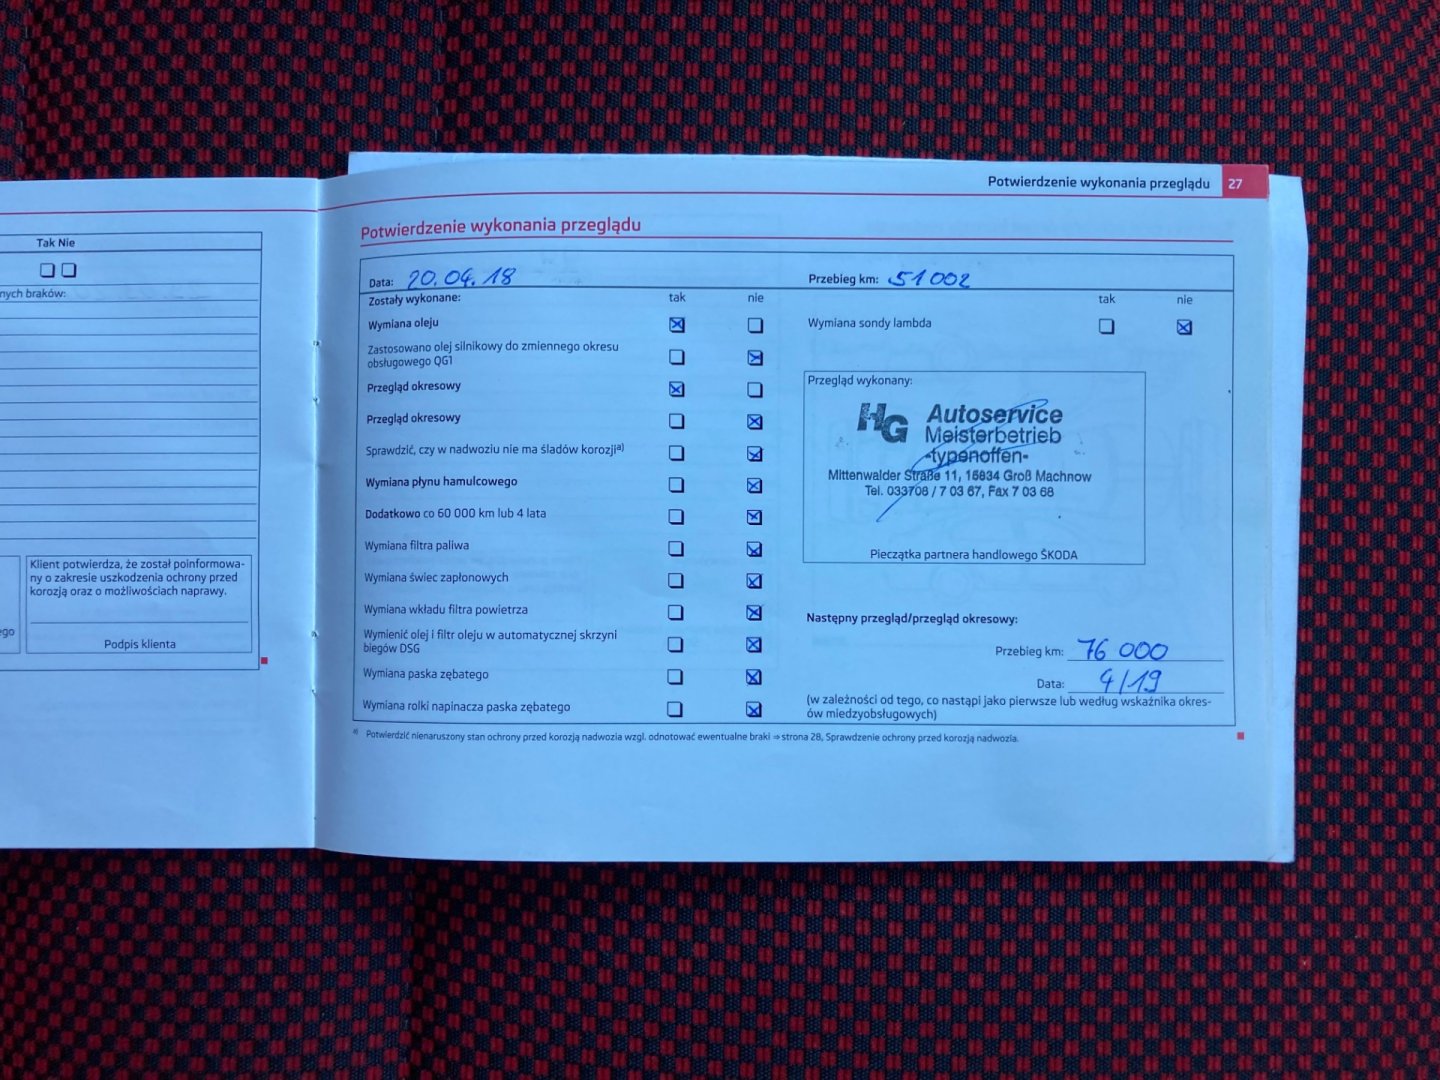 Potwierdzenie wykonania przeglądu 27
Tak Nie
nych braków:
Klient potwierdza, że został poinformowa-
ny o zakresie uszkodzenia ochrony przed
korozją oraz o możliwościach naprawy.
ego
Podpis klienta
Potwierdzenie wykonania przeglądu
Data: 20.04.18
Przebieg km: 51 002
Zostały wykonane: tak nie
tak nie
Wymiana oleju
Wymiana sondy lambda
Zastosowano olej silnikowy do zmiennego okresu
obsługowego QG1
Przegląd okresowy
Przegląd okresowy
Sprawdzić, czy w nadwoziu nie ma śladów korozji a)
Wymiana płynu hamulcowego
Dodatkowo co 60 000 km lub 4 lata
Wymiana filtra paliwa
Wymiana świec zapłonowych
Wymiana wkładu filtra powietrza
Wymienić olej i filtr oleju w automatycznej skrzyni
biegów DSG
Wymiana paska zębatego
Wymiana rolki napinacza paska zębatego
Przegląd wykonany:
HG Autoservice
Meisterbetrieb
-typenoffen-
Mittenwalder Straße 11, 15834 Groß Machnow
Tel. 033708 / 7 03 67, Fax 7 03 68
Pieczątka partnera handlowego ŠKODA
Następny przegląd/przegląd okresowy:
Przebieg km: 76 000
Data: 4/19
(w zależności od tego, co nastąpi jako pierwsze lub według wskaźnika okres-
ów miedzyobsługowych)
a) Potwierdzić nienaruszony stan ochrony przed korozją nadwozia wzgl. odnotować ewentualne braki ⇒ strona 28, Sprawdzenie ochrony przed korozją nadwozia.